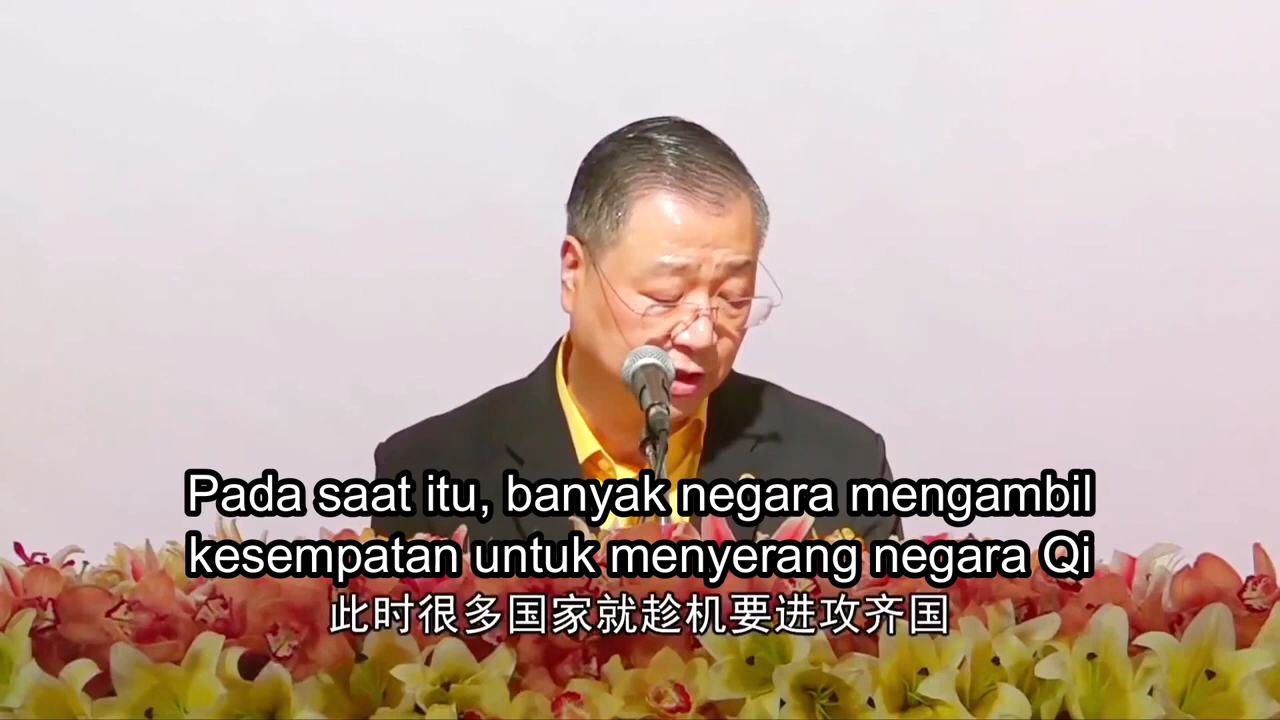 Pada saat itu, banyak negara mengambil
kesempatan untuk menyerang negara Qi
此时很多国家就趁机要进攻齐国